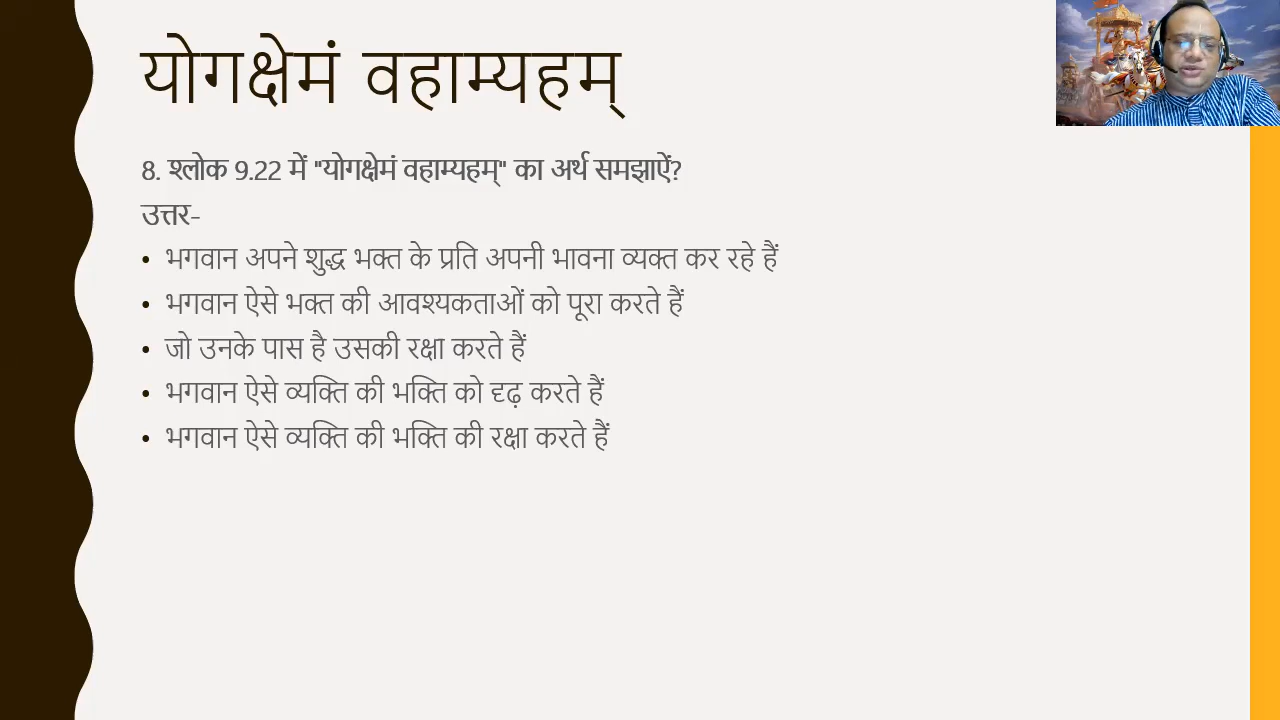 योगक्षेमं वहाम्यहम्
8. श्लोक 9.22 में "योगक्षेमं वहाम्यहम्" का अर्थ समझाऐं?
उत्तर-
• भगवान अपने शुद्ध भक्त के प्रति अपनी भावना व्यक्त कर रहे हैं
• भगवान ऐसे भक्त की आवश्यकताओं को पूरा करते हैं
• जो उनके पास है उसकी रक्षा करते हैं
• भगवान ऐसे व्यक्ति की भक्ति को दृढ़ करते हैं
• भगवान ऐसे व्यक्ति की भक्ति की रक्षा करते हैं